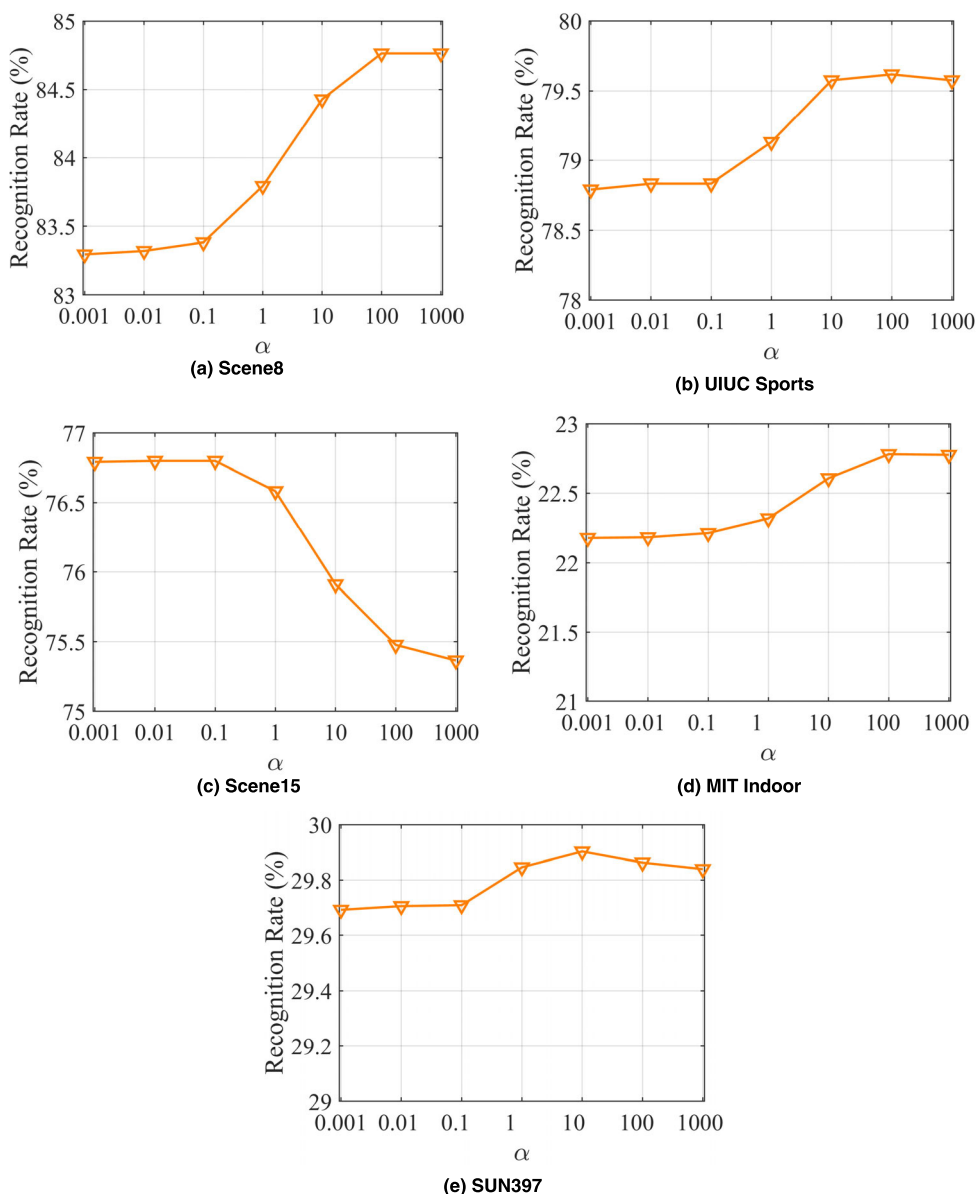 85
84.5
84
83.5
83
Recognition Rate (%)
0.001 0.01 0.1 1 10 100 1000
α
(a) Scene8
80
79.5
79
78.5
78
Recognition Rate (%)
0.001 0.01 0.1 1 10 100 1000
α
(b) UIUC Sports
77
76.5
76
75.5
75
Recognition Rate (%)
0.001 0.01 0.1 1 10 100 1000
α
(c) Scene15
23
22.5
22
21.5
21
Recognition Rate (%)
0.001 0.01 0.1 1 10 100 1000
α
(d) MIT Indoor
30
29.8
29.6
29.4
29.2
29
Recognition Rate (%)
0.001 0.01 0.1 1 10 100 1000
α
(e) SUN397